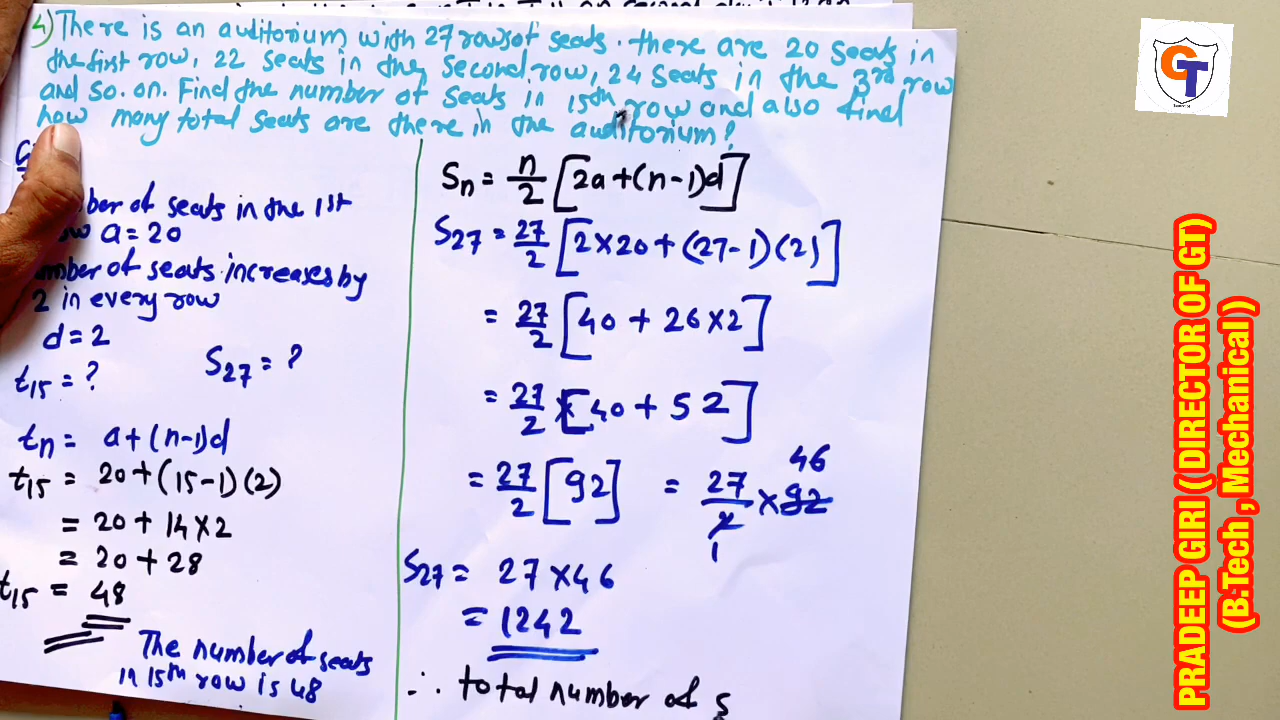 4) There is an auditorium with 27 rows of seats. there are 20 seats in
the first row, 22 seats in the second row, 24 seats in the 3rd row
and so. on. Find the number of seats in 15th row and also find
how many total seats are there in the auditorium?
G
ber of seats in the 1st
a = 20
mber of seats increases by
2 in every row
d = 2
t15 = ? S27 = ?
tn = a + (n-1)d
t15 = 20 + (15-1)(2)
= 20 + 14 × 2
= 20 + 28
t15 = 48
The number of seats
in 15th row is 48
Sn = n/2 [2a + (n-1)d]
S27 = 27/2 [2×20 + (27-1)(2)]
= 27/2 [40 + 26×2]
= 27/2 × [40 + 52]
= 27/2 [92] = 27/2 × 92
46
1
S27 = 27 × 46
= 1242
∴ total number of s
GT
PRADEEP GIRI ( ( DIRECTOR OF GT)
(B.Tech , Mechanical )